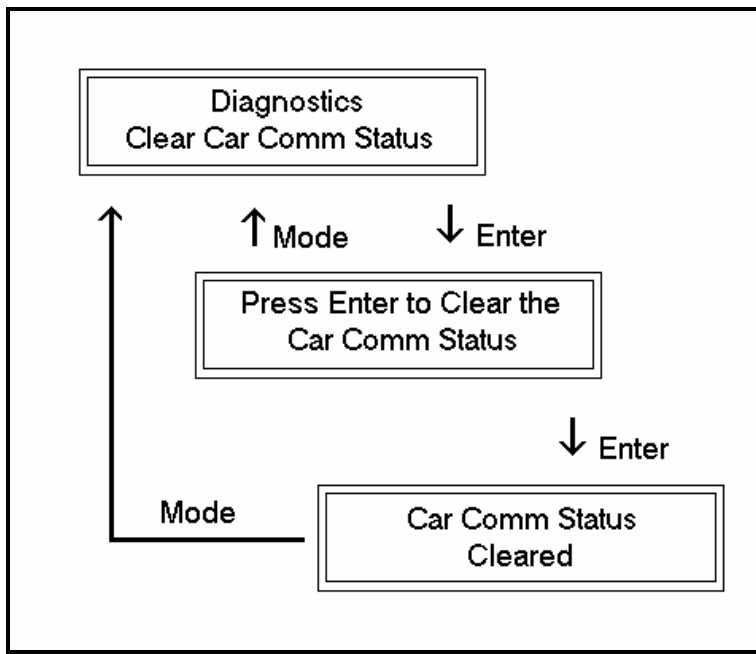 Diagnostics
Clear Car Comm Status
Mode
Enter
Press Enter to Clear the
Car Comm Status
Enter
Mode
Car Comm Status
Cleared